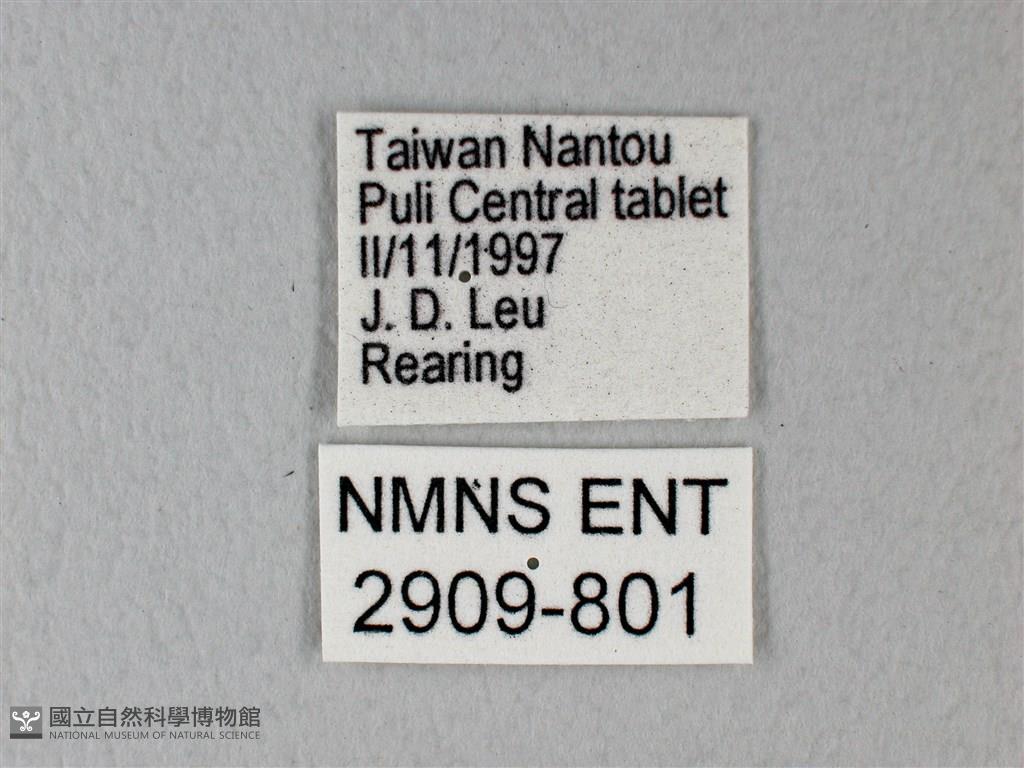 Taiwan Nantou
Puli Central tablet
II/11/1997
J. D. Leu
Rearing
NMNS ENT
2909-801
國立自然科學博物館
NATIONAL MUSEUM OF NATURAL SCIENCE